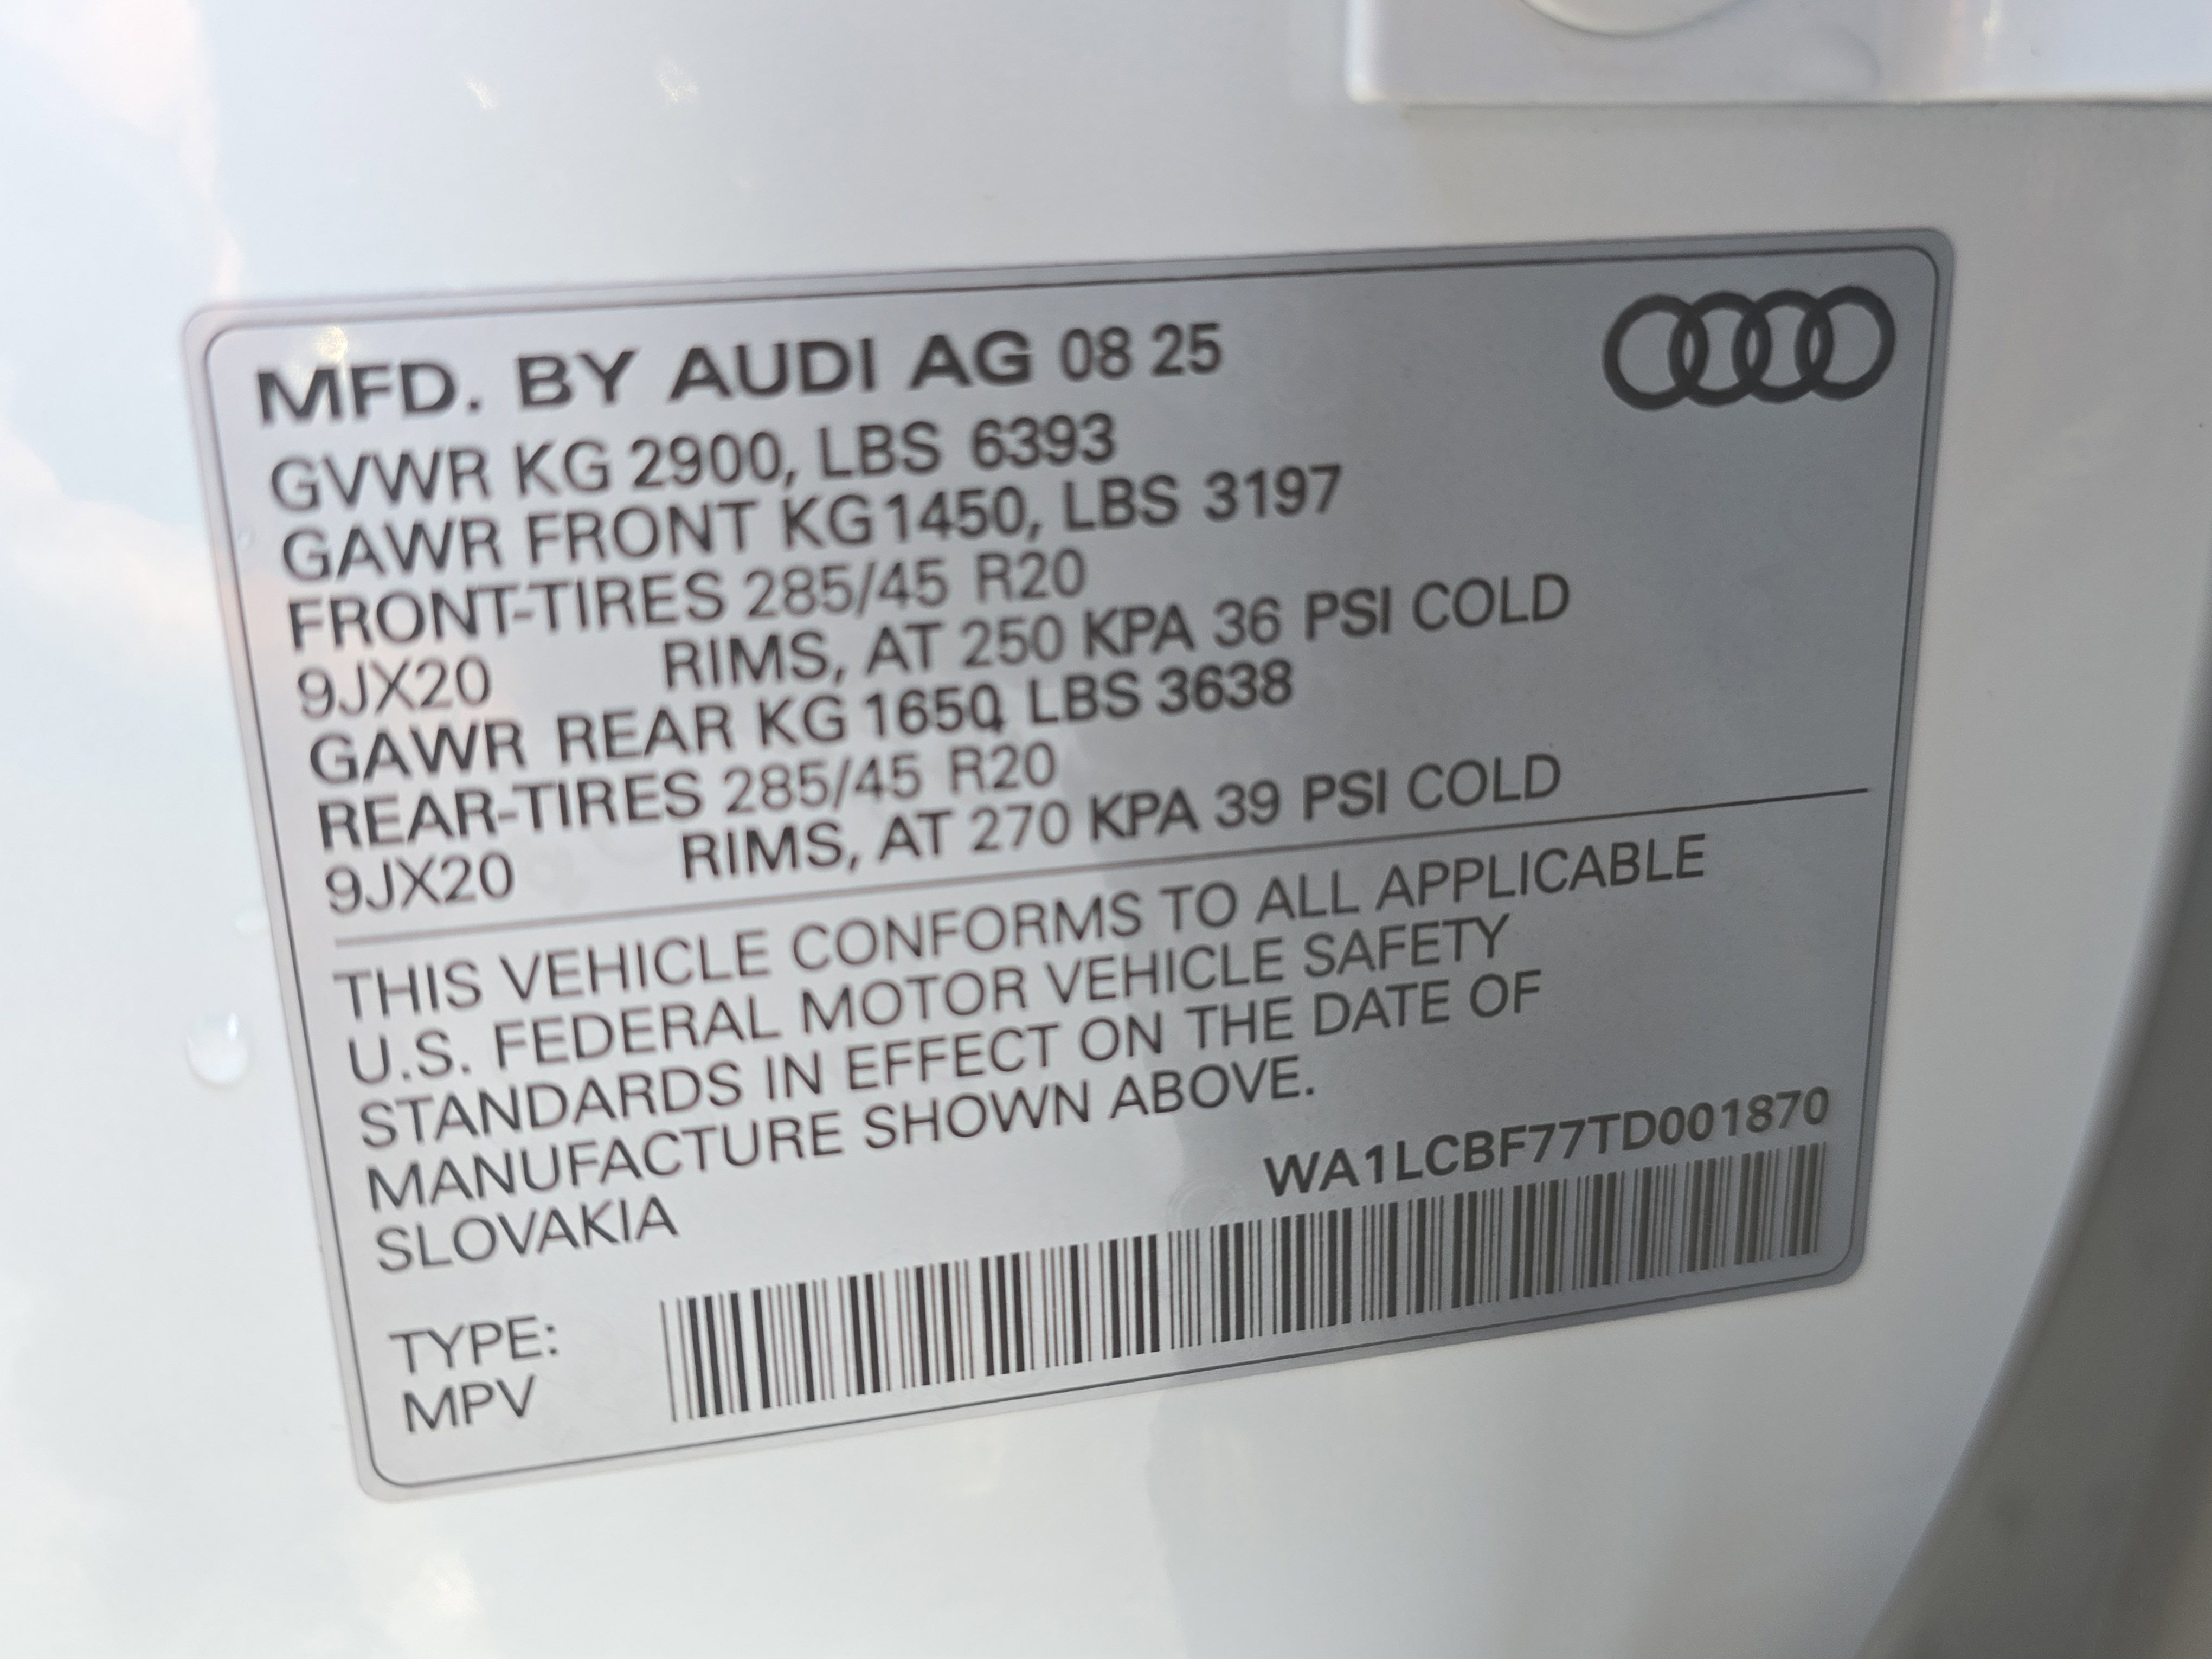 MFD. BY AUDI AG 08 25
GVWR KG 2900, LBS 6393
GAWR FRONT KG 1450, LBS 3197
FRONT-TIRES 285/45 R20
9JX20 RIMS, AT 250 KPA 36 PSI COLD
GAWR REAR KG 1650, LBS 3638
REAR-TIRES 285/45 R20
9JX20 RIMS, AT 270 KPA 39 PSI COLD
THIS VEHICLE CONFORMS TO ALL APPLICABLE
U.S. FEDERAL MOTOR VEHICLE SAFETY
STANDARDS IN EFFECT ON THE DATE OF
MANUFACTURE SHOWN ABOVE.
SLOVAKIA
WA1LCBF77TD001870
TYPE:
MPV